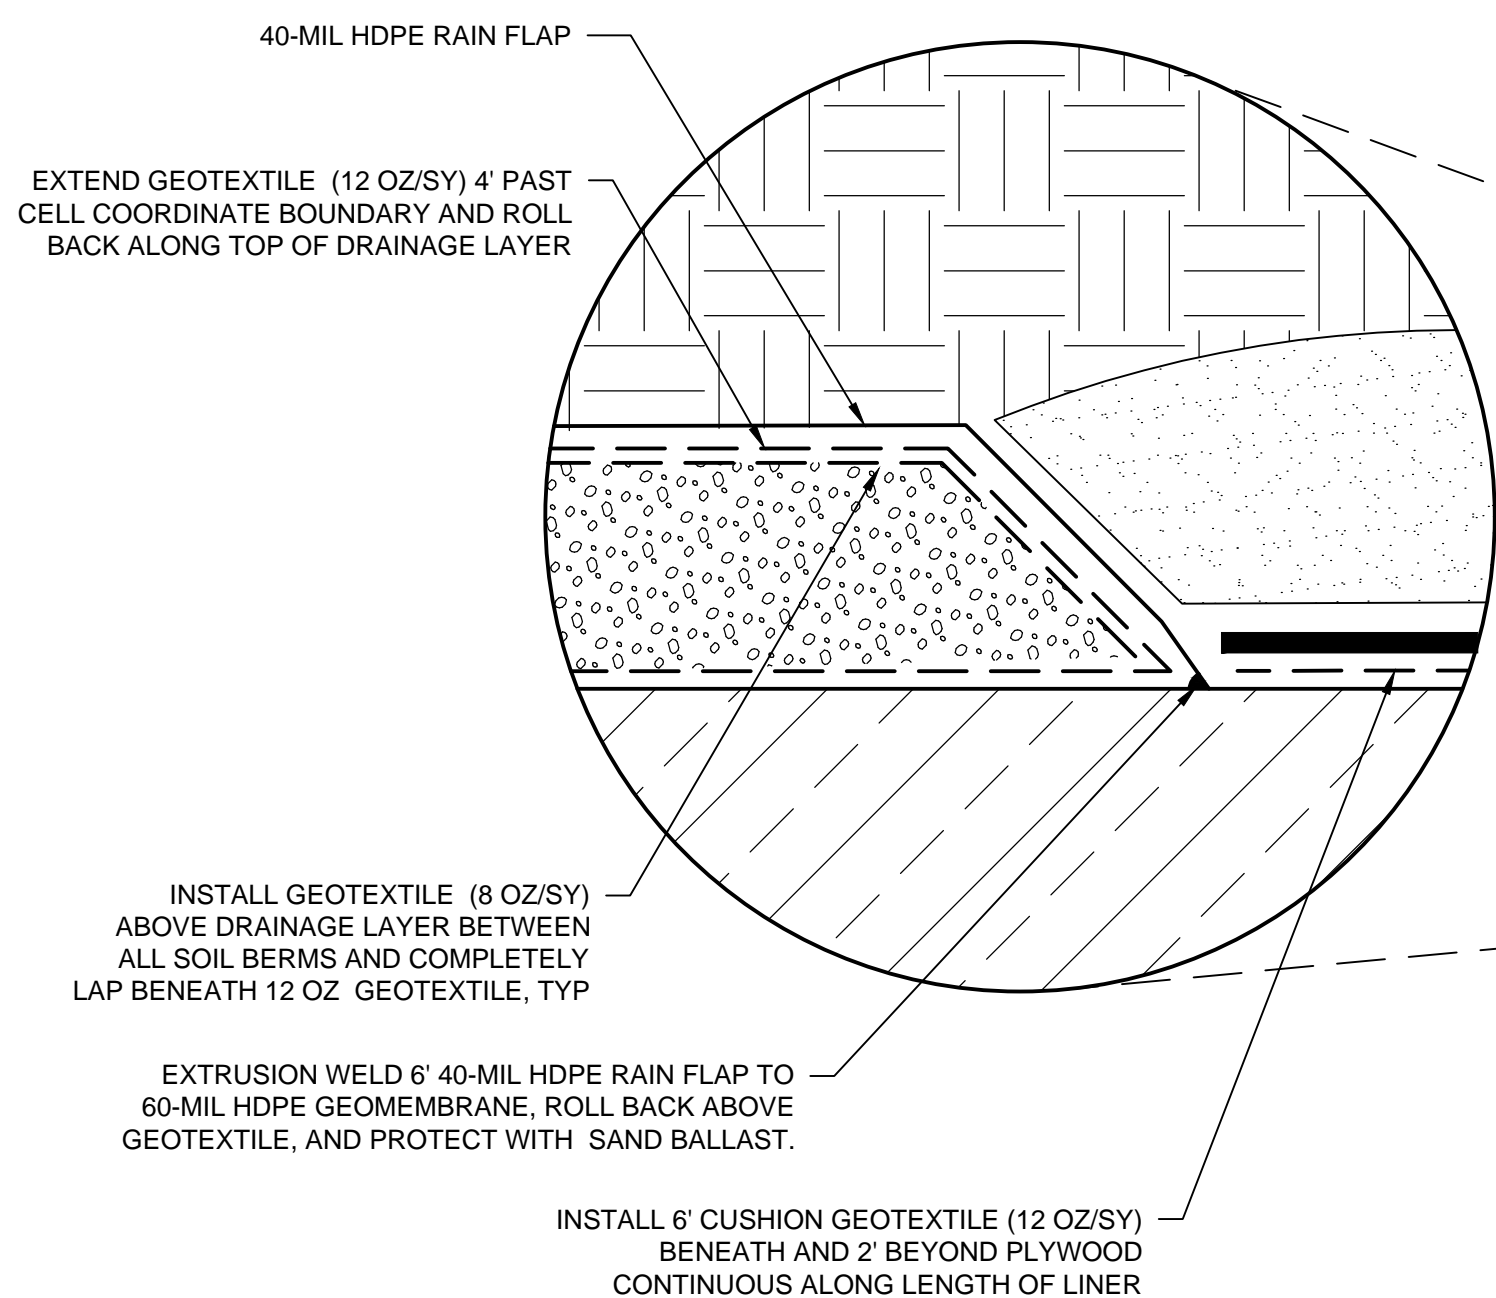 40-MIL HDPE RAIN FLAP
EXTEND GEOTEXTILE (12 OZ/SY) 4' PAST
CELL COORDINATE BOUNDARY AND ROLL
BACK ALONG TOP OF DRAINAGE LAYER
INSTALL GEOTEXTILE (8 OZ/SY)
ABOVE DRAINAGE LAYER BETWEEN
ALL SOIL BERMS AND COMPLETELY
LAP BENEATH 12 OZ GEOTEXTILE, TYP
EXTRUSION WELD 6' 40-MIL HDPE RAIN FLAP TO
60-MIL HDPE GEOMEMBRANE, ROLL BACK ABOVE
GEOTEXTILE, AND PROTECT WITH SAND BALLAST.
INSTALL 6' CUSHION GEOTEXTILE (12 OZ/SY)
BENEATH AND 2' BEYOND PLYWOOD
CONTINUOUS ALONG LENGTH OF LINER